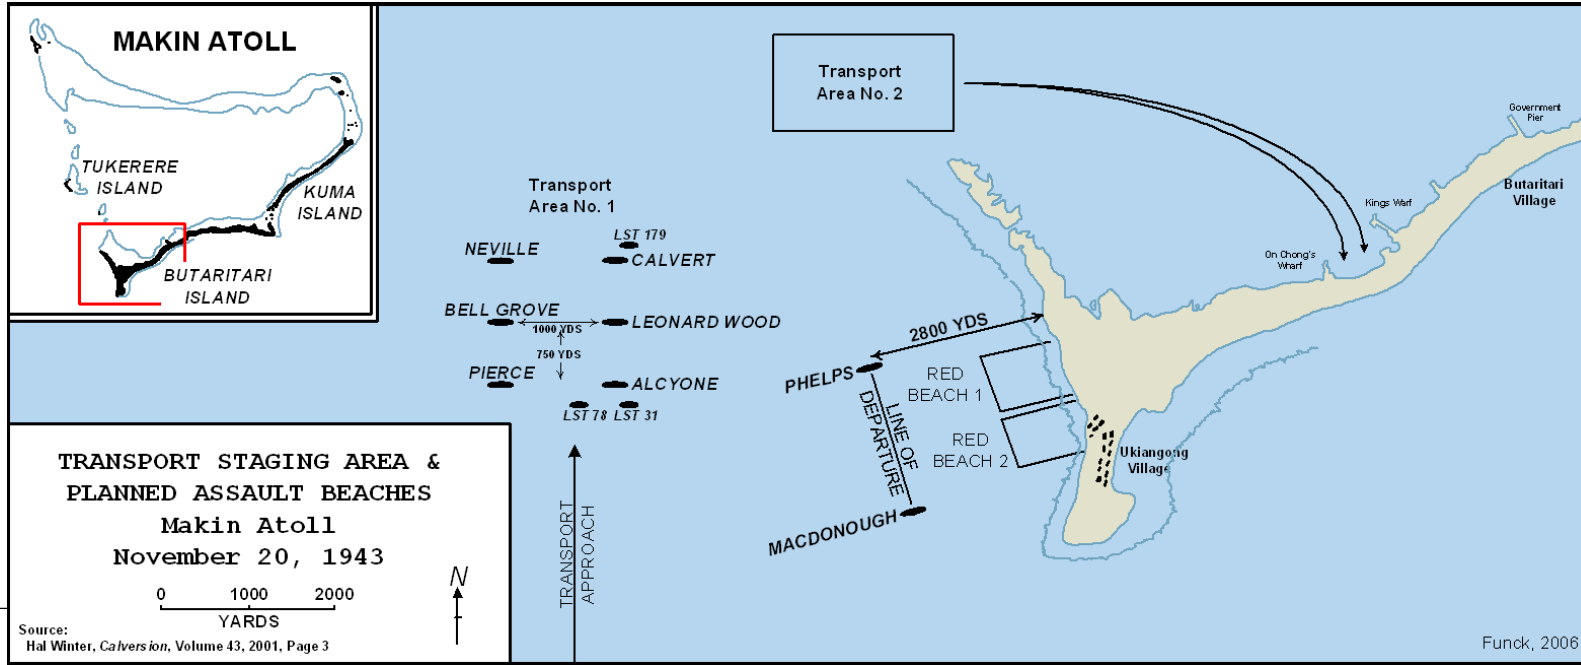 MAKIN ATOLL
TUKERERE
ISLAND
KUMA
ISLAND
BUTARITARI
ISLAND
Transport
Area No. 1
LST 179
NEVILLE
CALVERT
BELL GROVE
LEONARD WOOD
1000 YDS
750 YDS
PIERCE
ALCYONE
LST 78
LST 31
TRANSPORT
APPROACH
Transport
Area No. 2
Government
Pier
Butaritari
Village
Kings Warf
On Chong's
Wharf
2800 YDS
PHELPS
LINE OF
DEPARTURE
MACDONOUGH
RED
BEACH 1
RED
BEACH 2
Ukiangong
Village
TRANSPORT STAGING AREA &
PLANNED ASSAULT BEACHES
Makin Atoll
November 20, 1943
0 1000 2000
YARDS
N
Source:
Hal Winter, Calversion, Volume 43, 2001, Page 3
Funck, 2006